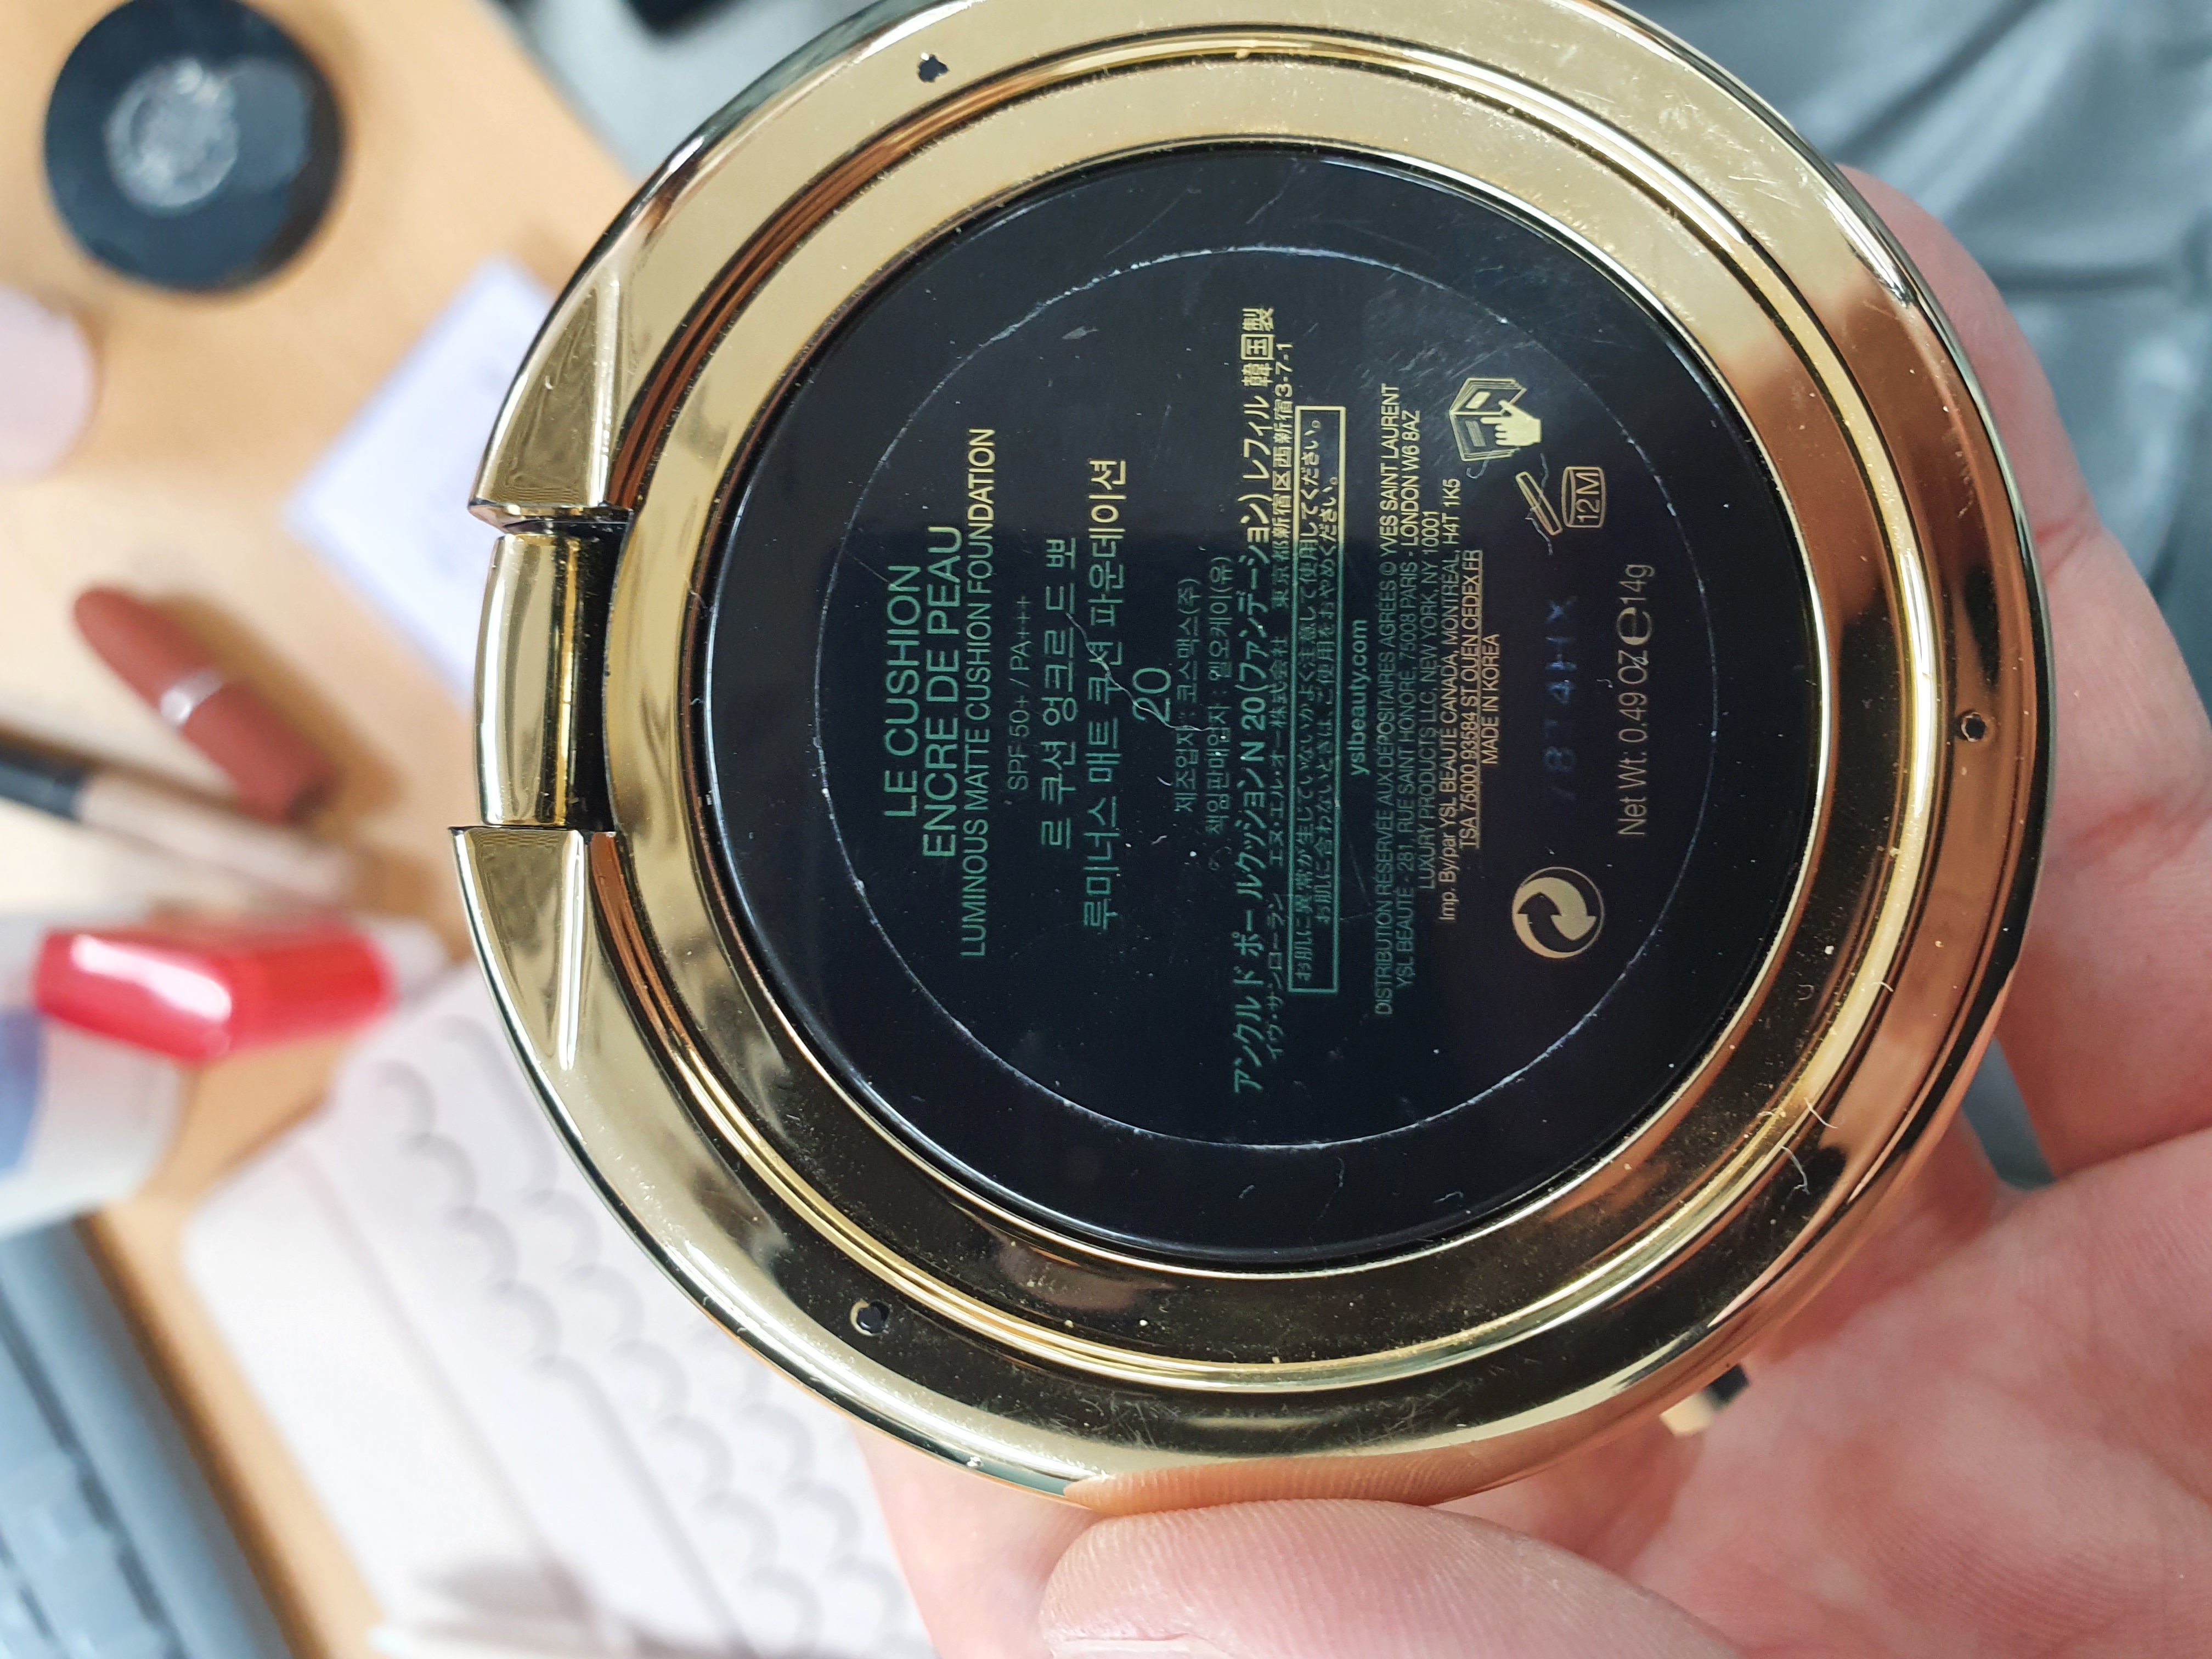 LE CUSHION
ENCRE DE PEAU
LUMINOUS MATTE CUSHION FOUNDATION
SPF 50+ / PA+++
르 쿠션 엉크르 드 뽀
루미너스 매트 쿠션 파운데이션
20
제조업자 : 코스맥스(주)
책임판매업자 : 엘오케이(유)
アンクル ド ポー ルクッション N 20(ファンデーション) レフィル 韓国製
イヴ・サンローラン エヌ・エル・オー株式会社 東京都新宿区西新宿3-7-1
お肌に異常が生じていないかよく注意して使用してください。
お肌に合わないときは、ご使用をおやめください。
yslbeauty.com
DISTRIBUTION RÉSERVÉE AUX DÉPOSITAIRES AGRÉÉS © YVES SAINT LAURENT
YSL BEAUTÉ - 281, RUE SAINT HONORÉ, 75008 PARIS - LONDON W6 8AZ
LUXURY PRODUCTS LLC, NEW YORK, NY 10001
Imp. By/par YSL BEAUTÉ CANADA, MONTRÉAL, H4T 1K5
TSA 75000 93584 ST OUEN CEDEX FR
MADE IN KOREA
12M
Net Wt: 0.49 OZ ℮ 14g